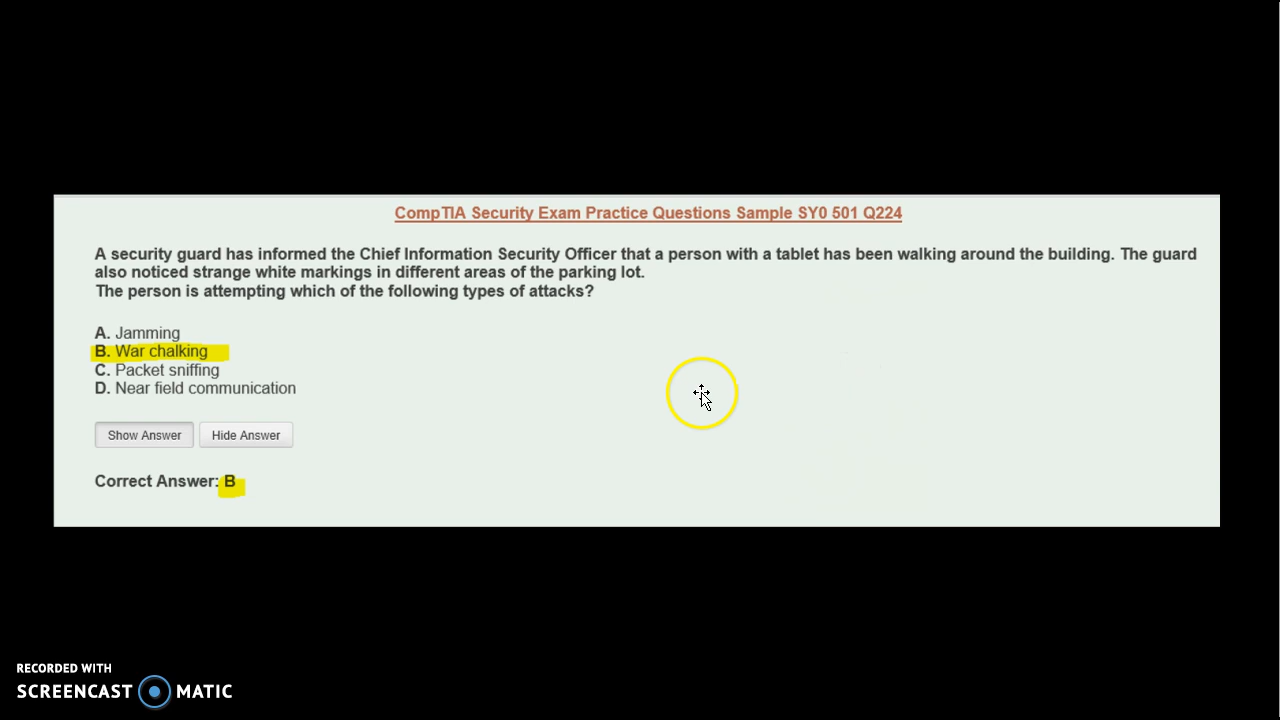 CompTIA Security Exam Practice Questions Sample SY0 501 Q224
A security guard has informed the Chief Information Security Officer that a person with a tablet has been walking around the building. The guard
also noticed strange white markings in different areas of the parking lot.
The person is attempting which of the following types of attacks?
A. Jamming
B. War chalking
C. Packet sniffing
D. Near field communication
Show Answer Hide Answer
Correct Answer: B
RECORDED WITH
SCREENCAST MATIC